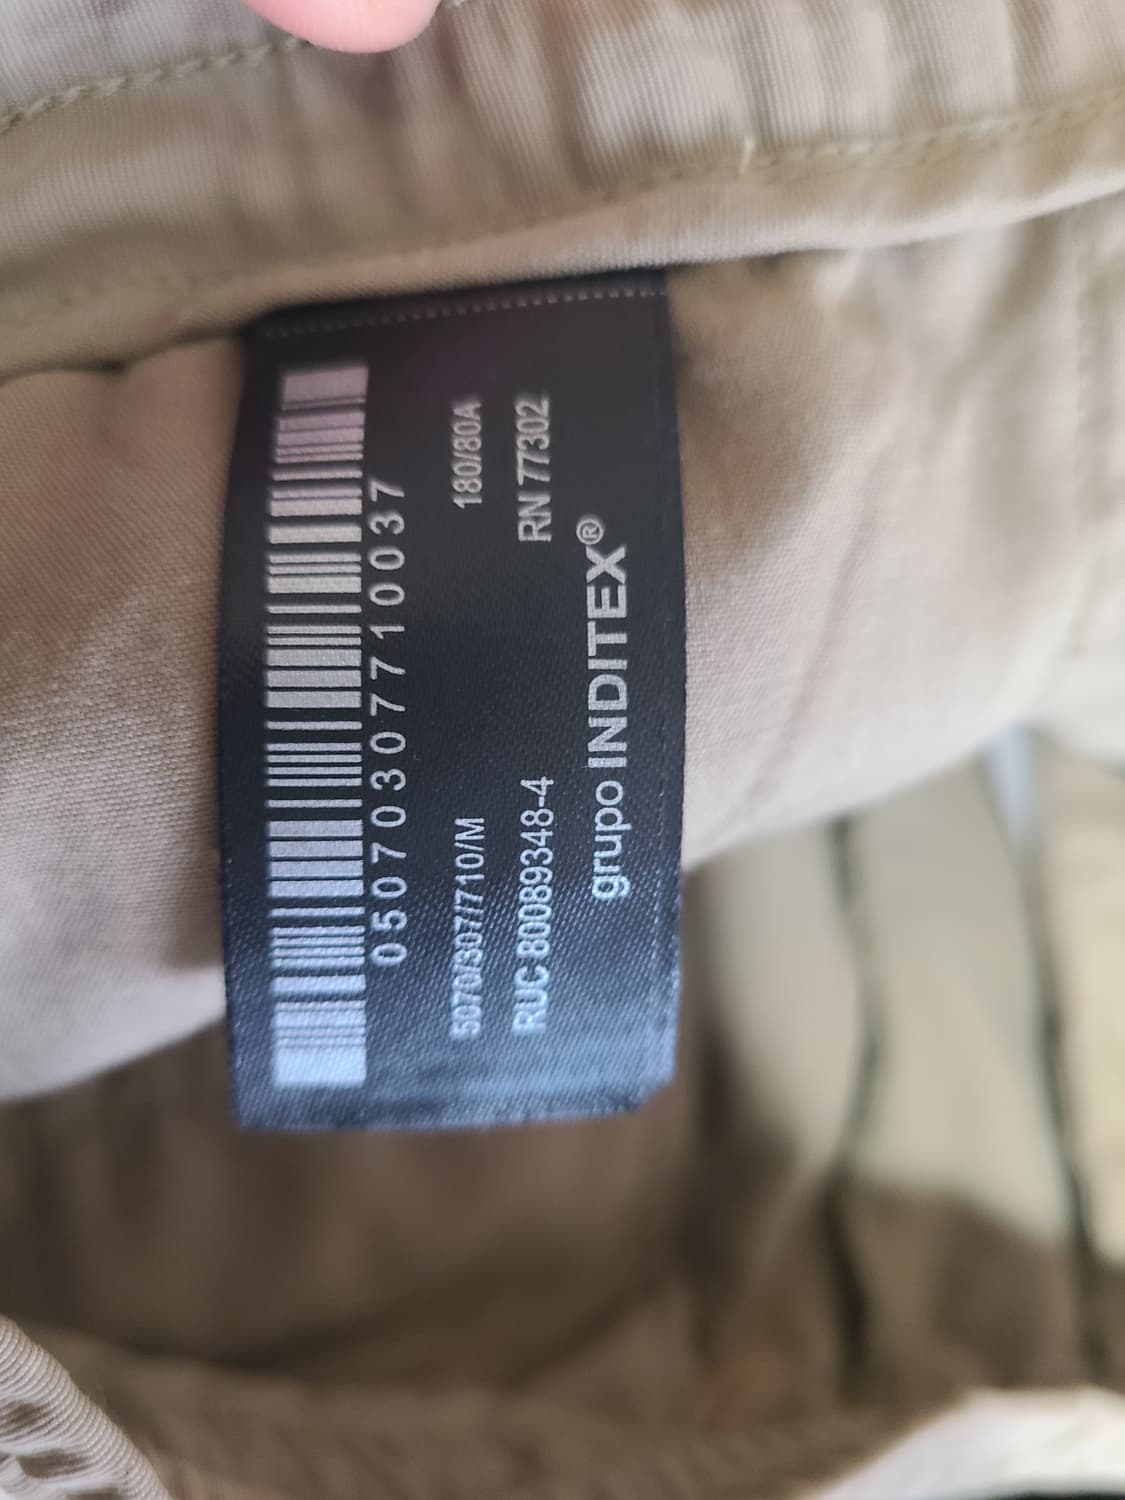 05070307710037
5070/307/710/M 180/80A
RUC 80089348-4 RN 77302
grupo INDITEX®